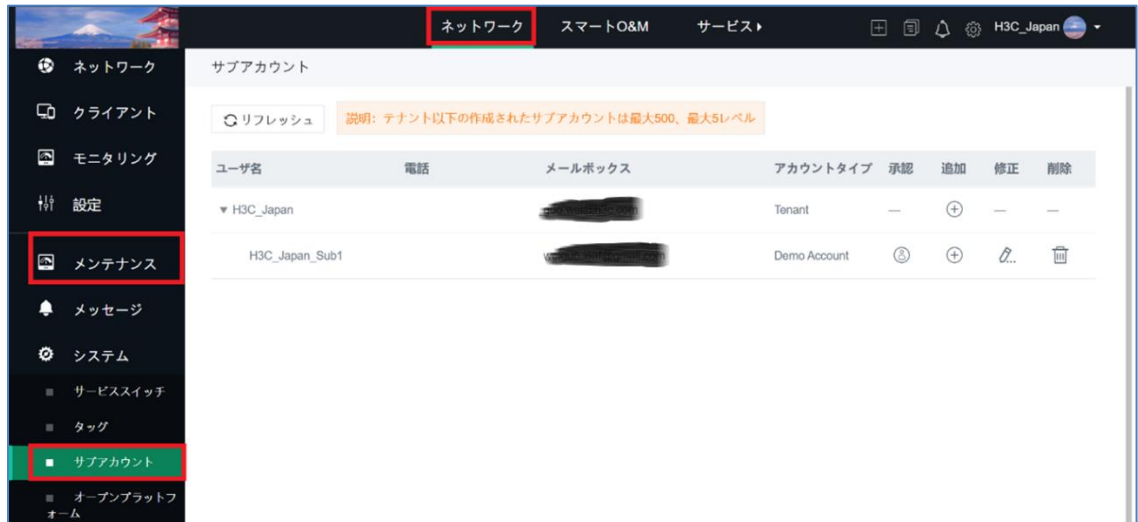 ネットワーク スマートO&M サービス H3C_Japan
ネットワーク
クライアント
モニタリング
設定
メンテナンス
メッセージ
システム
サービススイッチ
タグ
サブアカウント
オープンプラットフ
ォーム
サブアカウント
リフレッシュ 説明: テナント以下の作成されたサブアカウントは最大500、最大5レベル
ユーザ名 電話 メールボックス アカウントタイプ 承認 追加 修正 削除
H3C_Japan Tenant — — —
H3C_Japan_Sub1 Demo Account ...